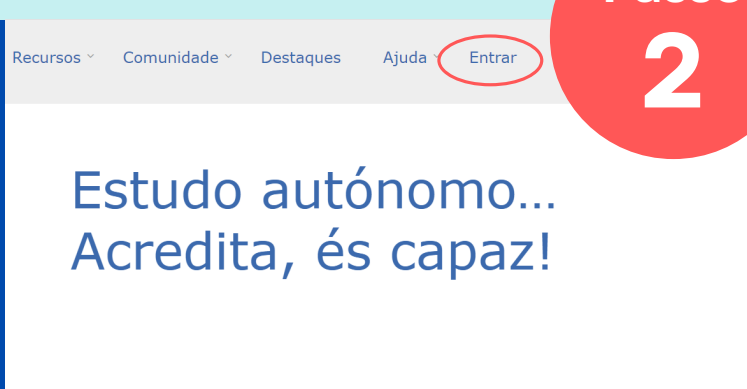 2
Recursos Comunidade Destaques Ajuda Entrar
Estudo autónomo...
Acredita, és capaz!